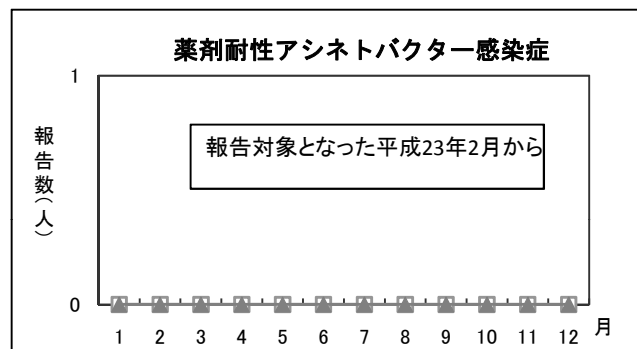 薬剤耐性アシネトバクター感染症
1
報告数(人)
報告対象となった平成23年2月から
0
1 2 3 4 5 6 7 8 9 10 11 12 月